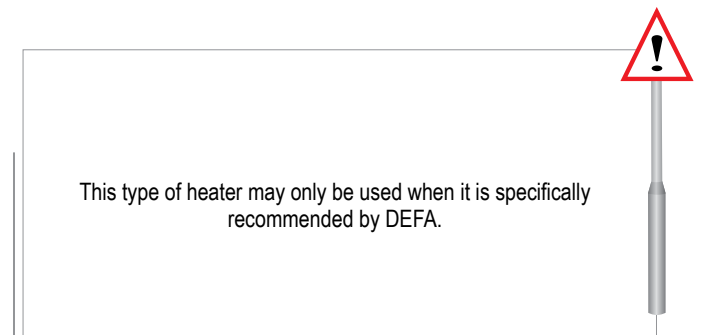 This type of heater may only be used when it is specifically
recommended by DEFA.